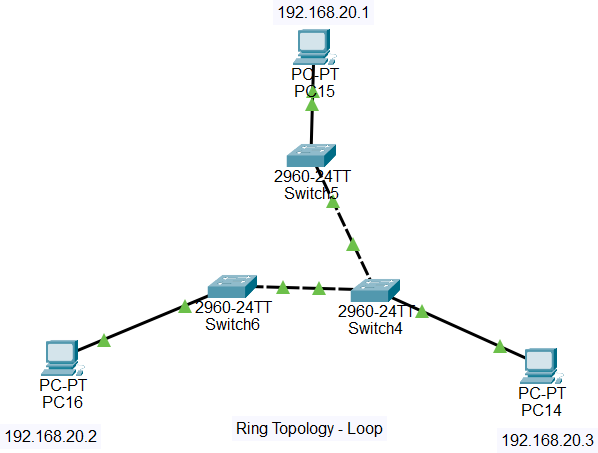 192.168.20.1
PC-PT
PC15
2960-24TT
Switch5
2960-24TT
Switch6
2960-24TT
Switch4
PC-PT
PC16
PC-PT
PC14
192.168.20.2
Ring Topology - Loop
192.168.20.3